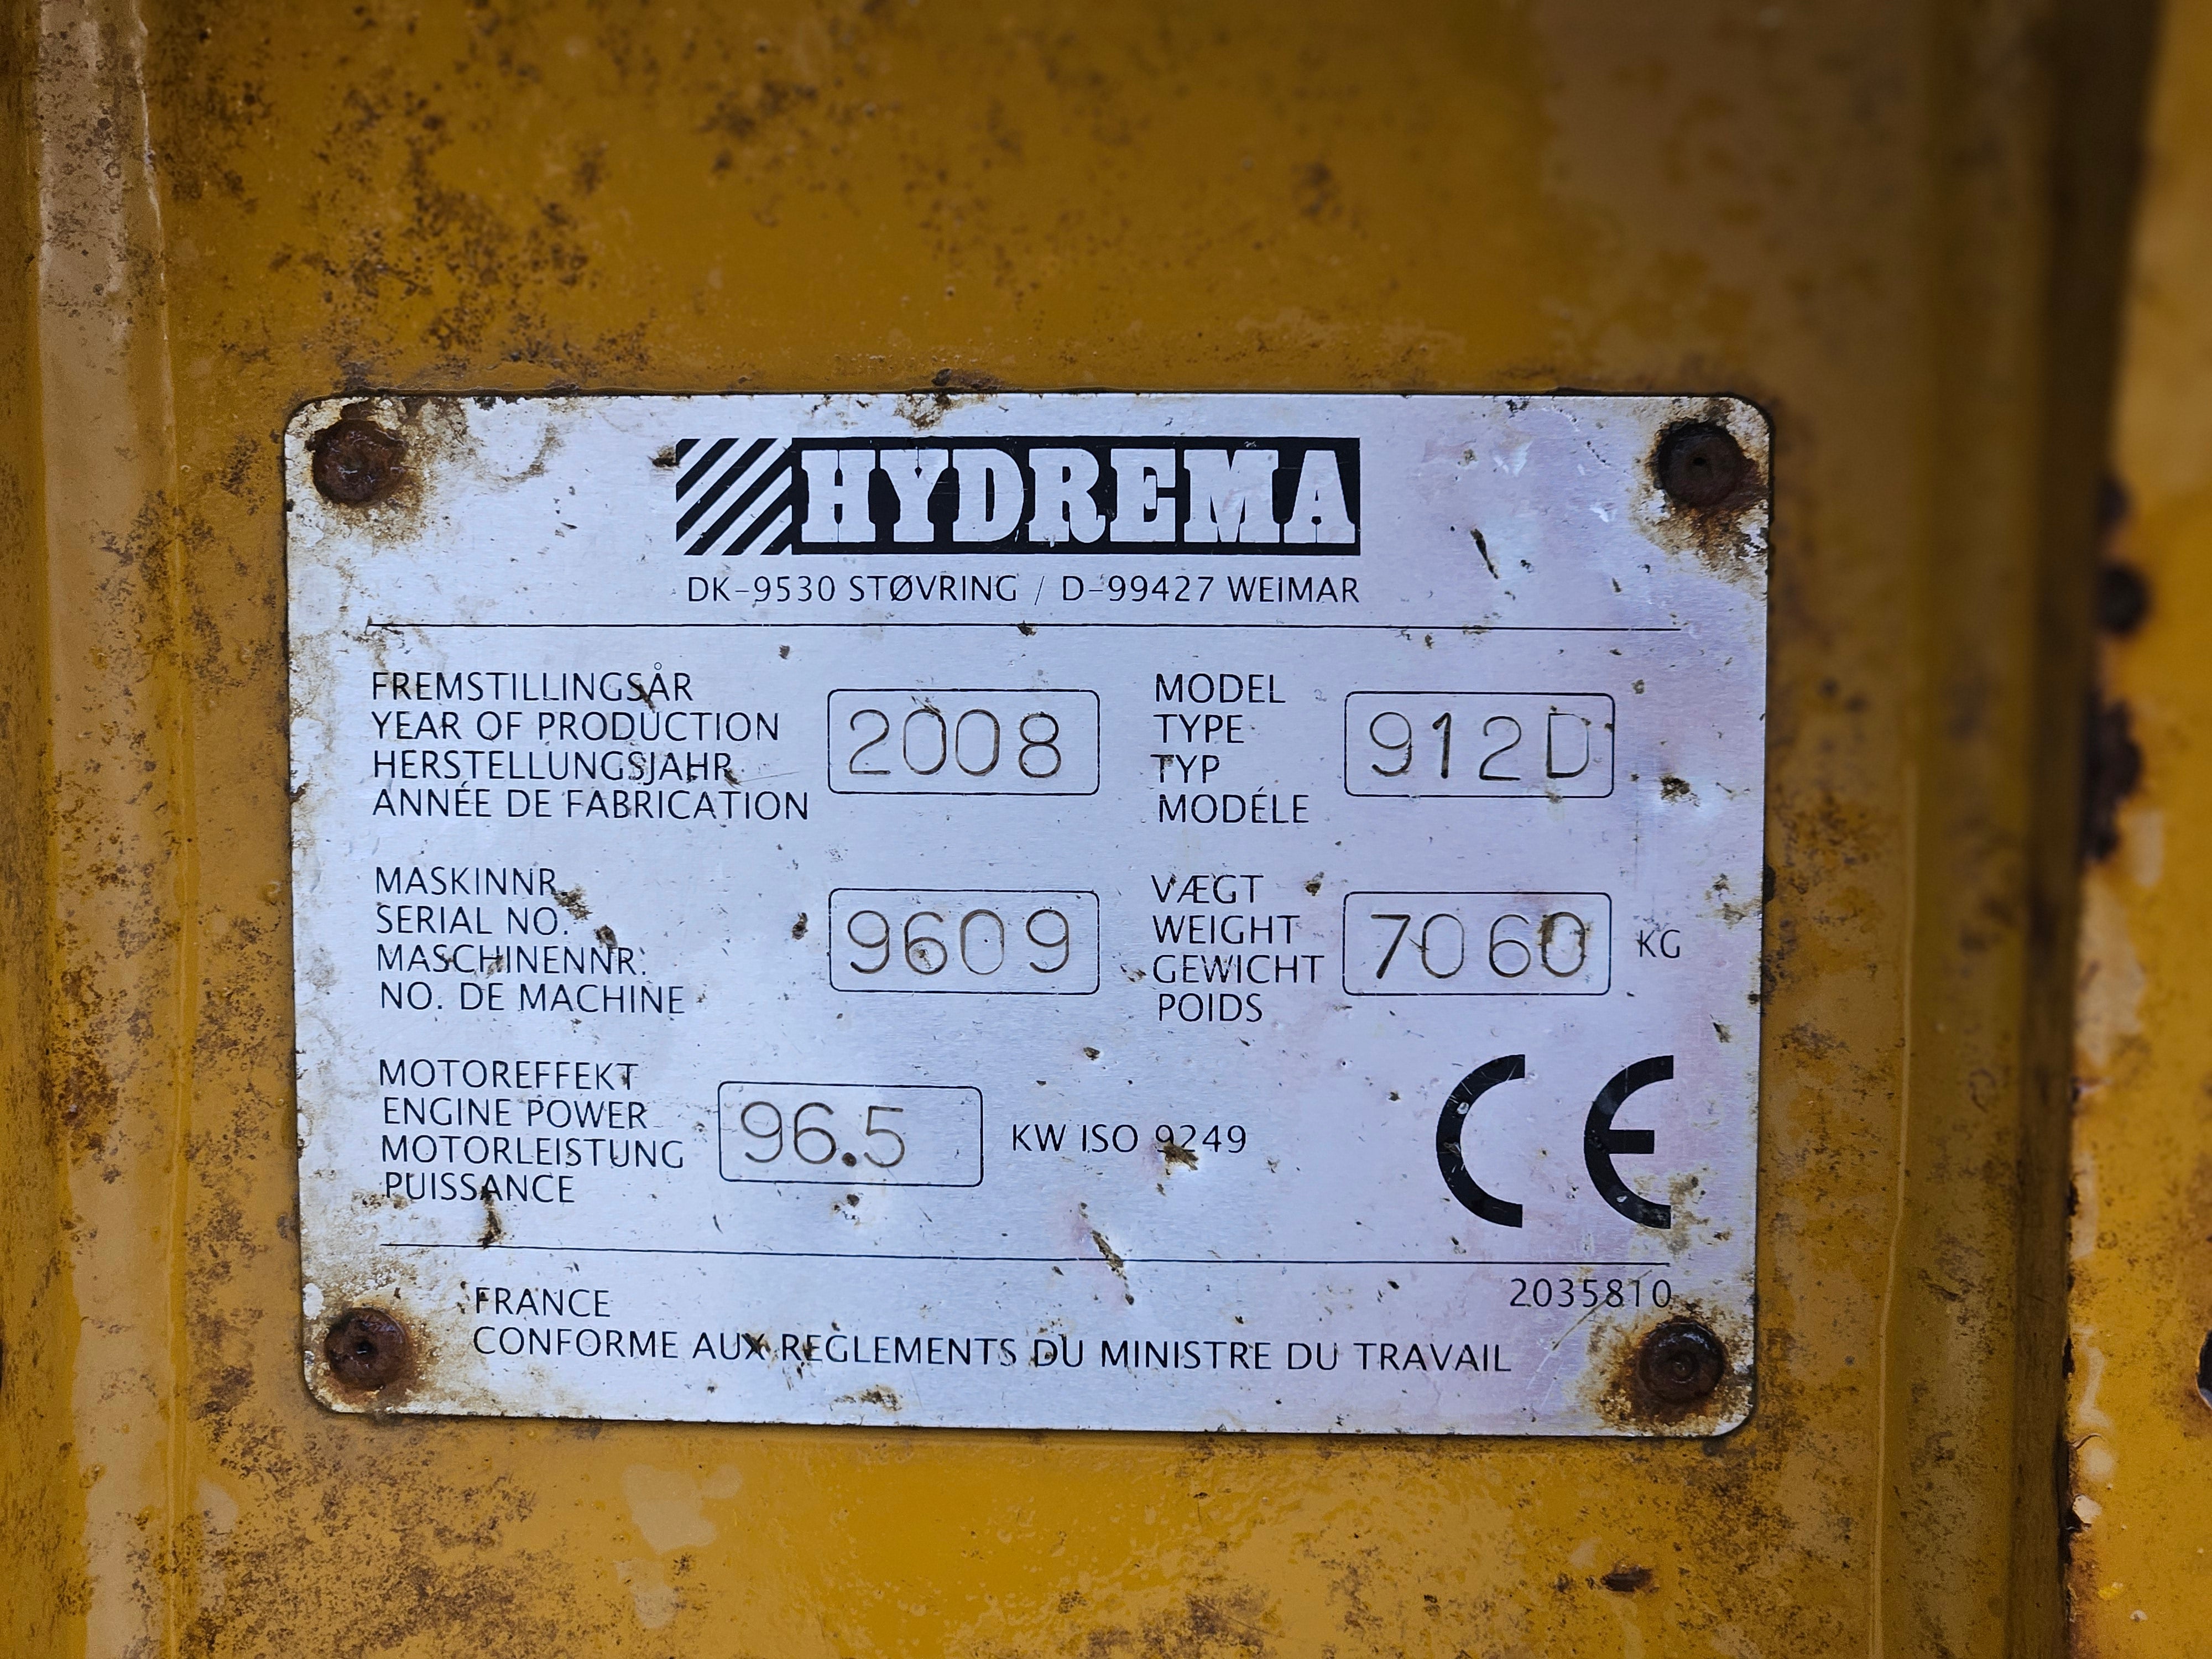 HYDREMA
DK-9530 STØVRING / D-99427 WEIMAR
FREMSTILLINGSÅR
YEAR OF PRODUCTION
HERSTELLUNGSJAHR
ANNÉE DE FABRICATION
2008
MODEL
TYPE
TYP
MODÉLE
912D
MASKINNR.
SERIAL NO.
MASCHINENNR.
NO. DE MACHINE
9609
VÆGT
WEIGHT
GEWICHT
POIDS
7060
KG
MOTOREFFEKT
ENGINE POWER
MOTORLEISTUNG
PUISSANCE
96.5
KW ISO 9249
CE
2035810
FRANCE
CONFORME AUX REGLEMENTS DU MINISTRE DU TRAVAIL